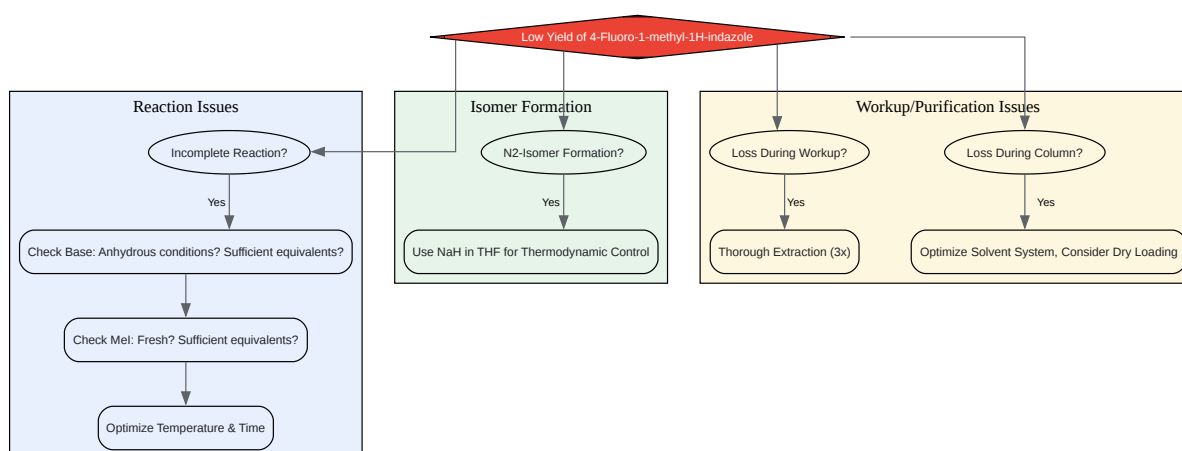 Low Yield of 4-Fluoro-1-methyl-1H-indazole
Reaction Issues
Incomplete Reaction?
Yes
Check Base: Anhydrous conditions? Sufficient equivalents?
Check MeI: Fresh? Sufficient equivalents?
Optimize Temperature & Time
Isomer Formation
N2-Isomer Formation?
Yes
Use NaH in THF for Thermodynamic Control
Workup/Purification Issues
Loss During Workup?
Yes
Thorough Extraction (3x)
Loss During Column?
Yes
Optimize Solvent System, Consider Dry Loading